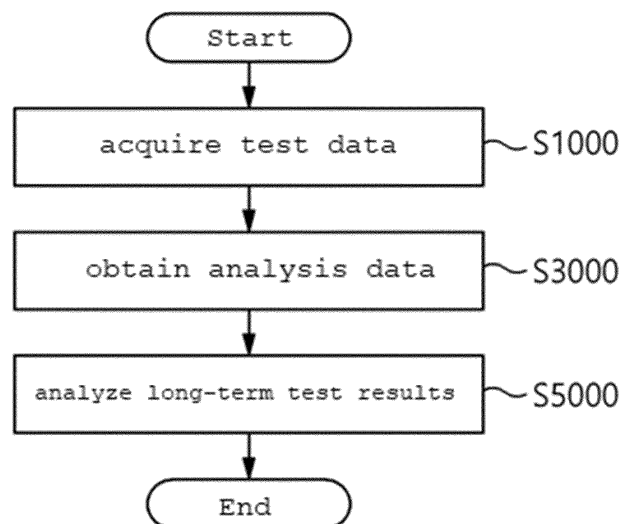 Start
acquire test data
S1000
obtain analysis data
S3000
analyze long-term test results
S5000
End